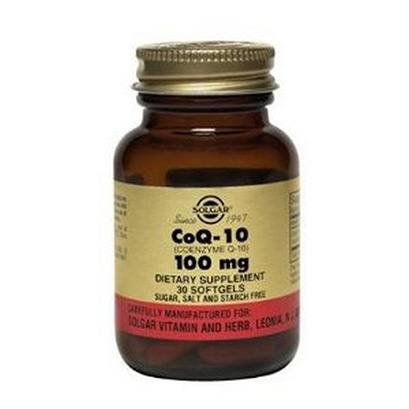 SOLGAR®
Since 1947
CoQ-10
(COENZYME Q-10)
100 mg
DIETARY SUPPLEMENT
30 SOFTGELS
SUGAR, SALT AND STARCH FREE
CAREFULLY MANUFACTURED FOR:
SOLGAR VITAMIN AND HERB, LEONIA, N.J.